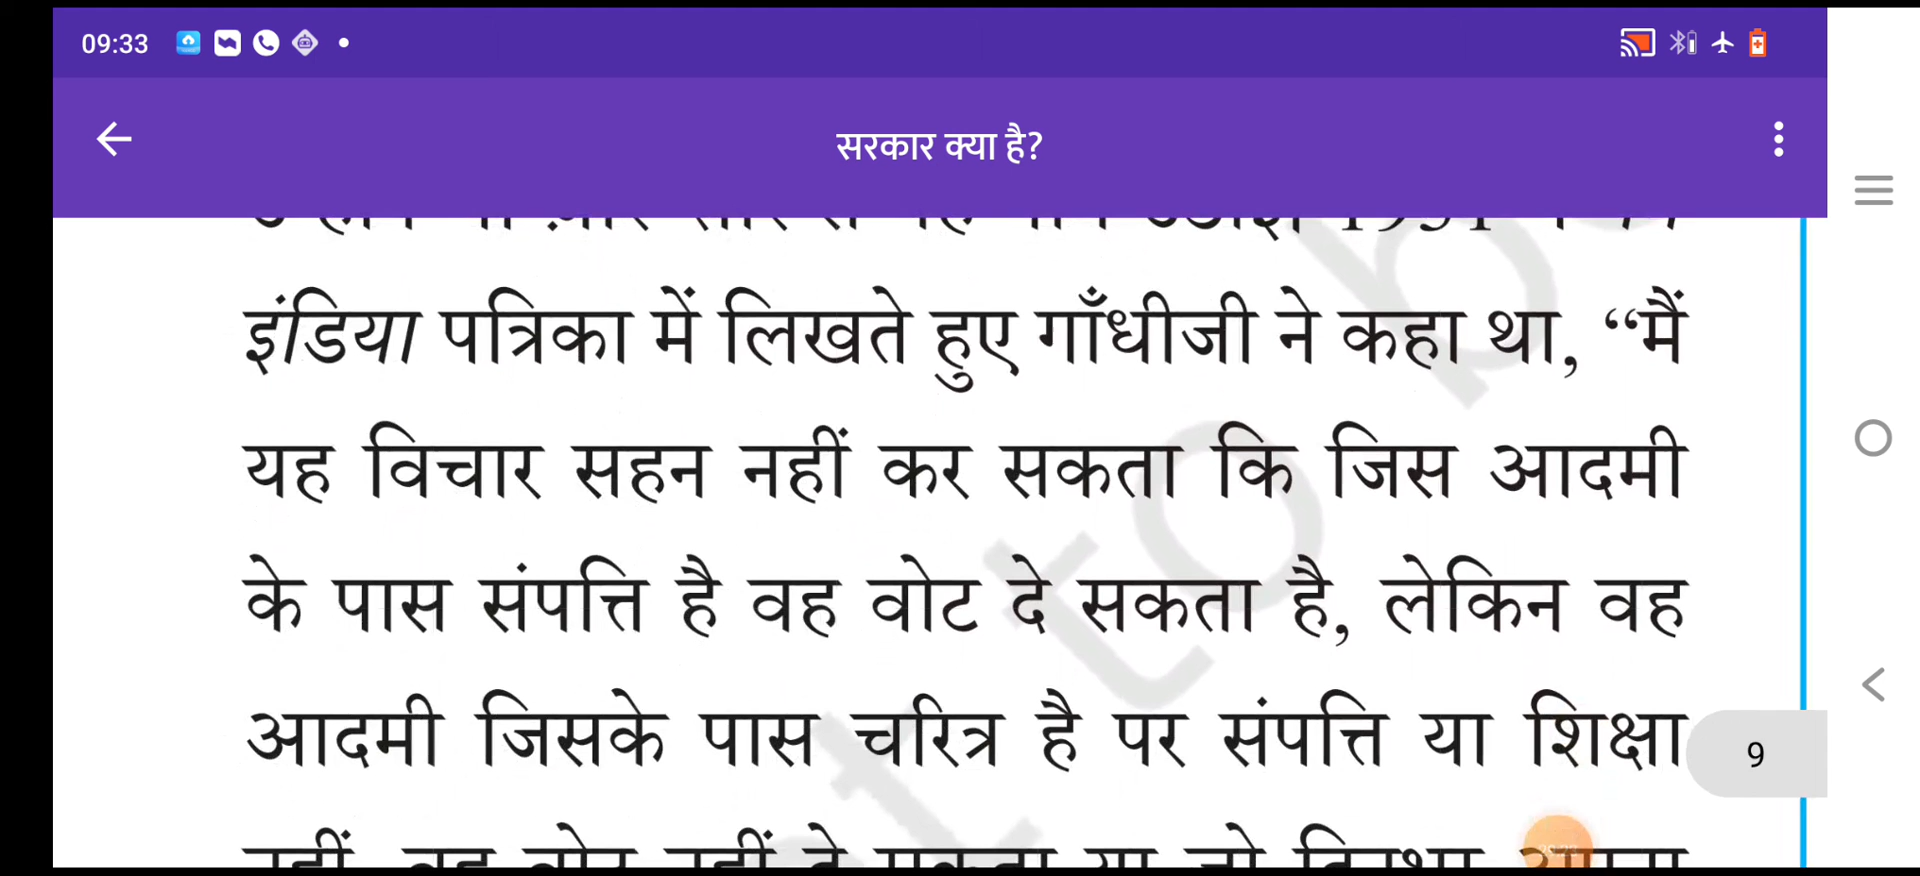 09:33
सरकार क्या है?
इंडिया पत्रिका में लिखते हुए गाँधीजी ने कहा था, “मैं
यह विचार सहन नहीं कर सकता कि जिस आदमी
के पास संपत्ति है वह वोट दे सकता है, लेकिन वह
आदमी जिसके पास चरित्र है पर संपत्ति या शिक्षा
9